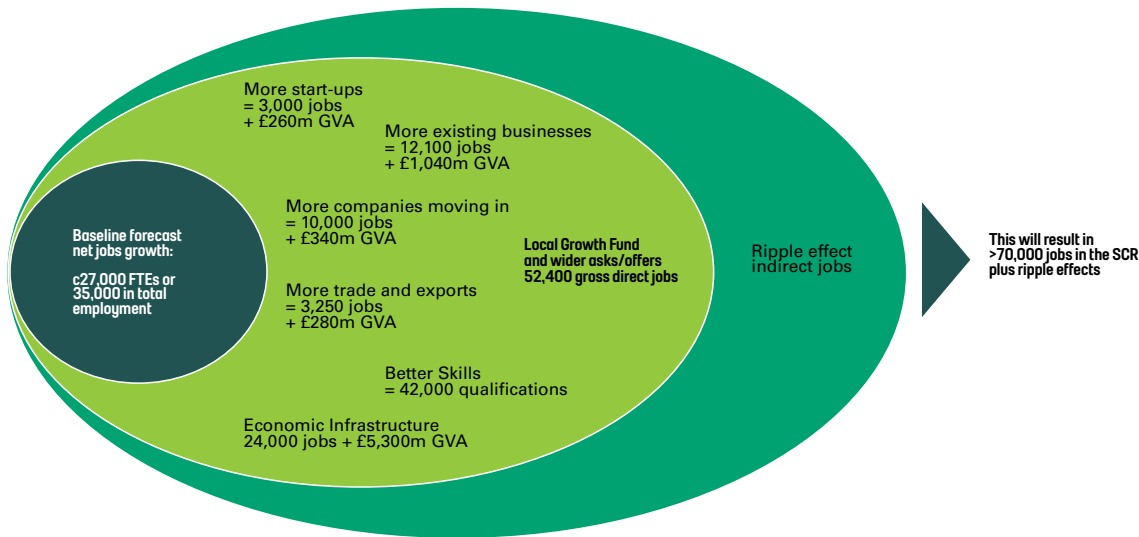 More start-ups
= 3,000 jobs
+ £260m GVA
More existing businesses
= 12,100 jobs
+ £1,040m GVA
More companies moving in
= 10,000 jobs
+ £340m GVA
Baseline forecast
net jobs growth:
c27,000 FTEs or
35,000 in total
employment
Local Growth Fund
and wider asks/offers
52,400 gross direct jobs
Ripple effect
indirect jobs
This will result in
>70,000 jobs in the SCR
plus ripple effects
More trade and exports
= 3,250 jobs
+ £280m GVA
Better Skills
= 42,000 qualifications
Economic Infrastructure
24,000 jobs + £5,300m GVA